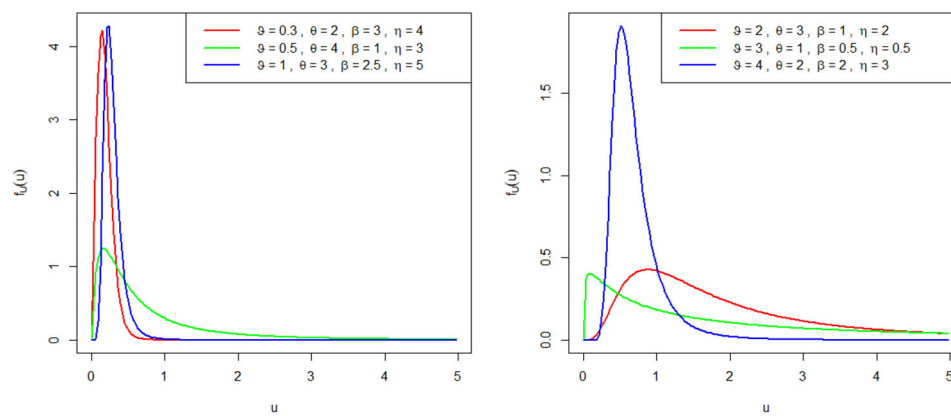 ϑ = 0.3 , θ = 2 , β = 3 , η = 4
ϑ = 0.5 , θ = 4 , β = 1 , η = 3
ϑ = 1 , θ = 3 , β = 2.5 , η = 5
4
3
2
1
0
fu(u)
0 1 2 3 4 5
u
ϑ = 2 , θ = 3 , β = 1 , η = 2
ϑ = 3 , θ = 1 , β = 0.5 , η = 0.5
ϑ = 4 , θ = 2 , β = 2 , η = 3
1.5
1.0
0.5
0.0
fu(u)
0 1 2 3 4 5
u